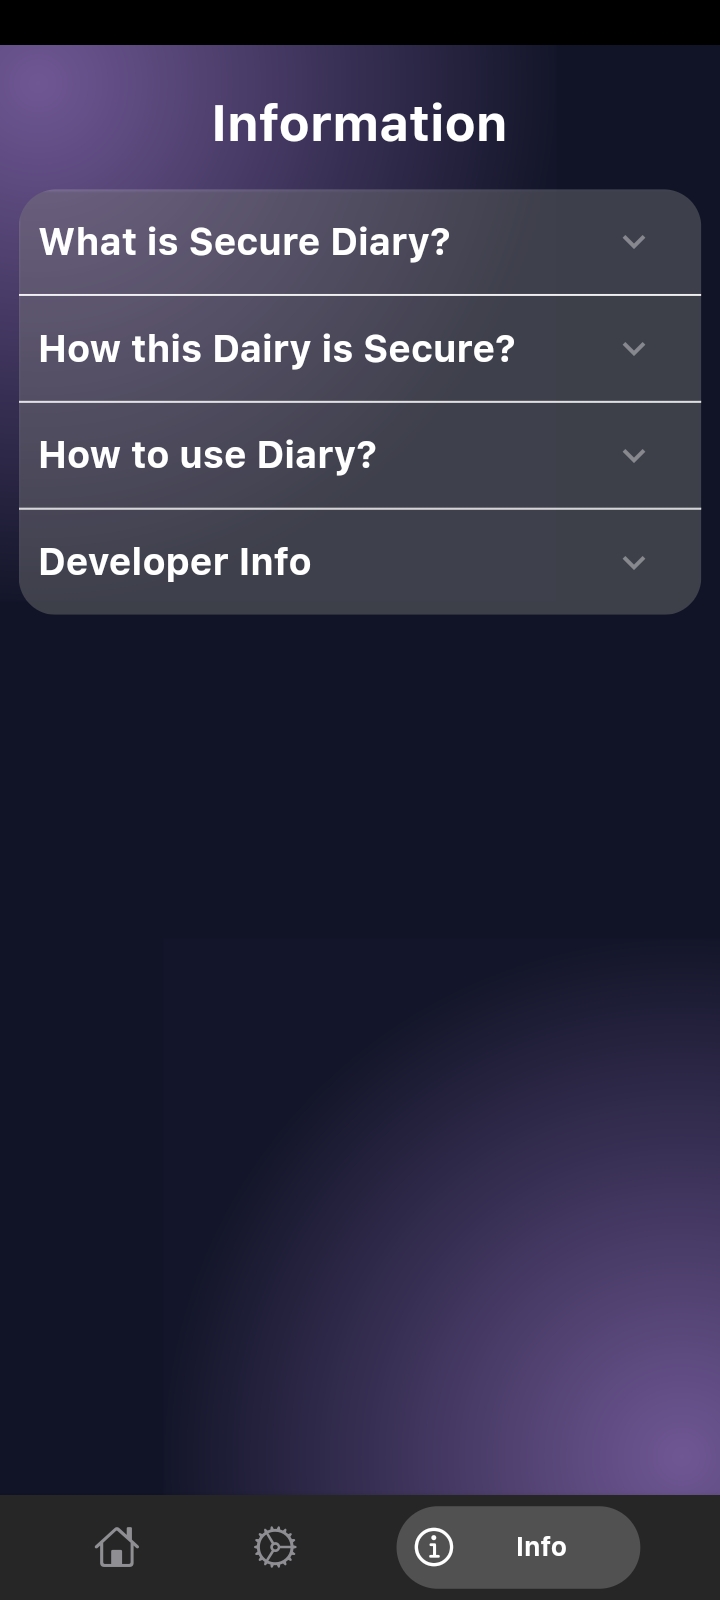 Information
What is Secure Diary?
How this Dairy is Secure?
How to use Diary?
Developer Info
Info